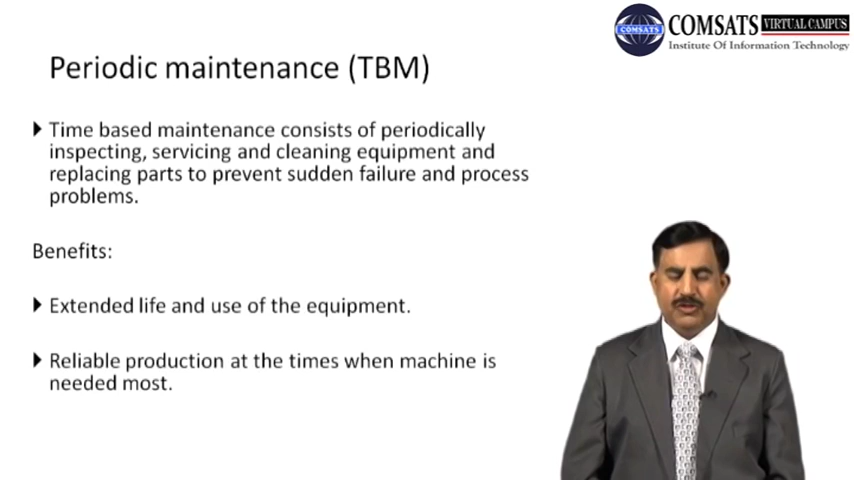 COMSATS VIRTUAL CAMPUS
COMSATS
Institute Of Information Technology
Periodic maintenance (TBM)
Time based maintenance consists of periodically
inspecting, servicing and cleaning equipment and
replacing parts to prevent sudden failure and process
problems.
Benefits:
Extended life and use of the equipment.
Reliable production at the times when machine is
needed most.